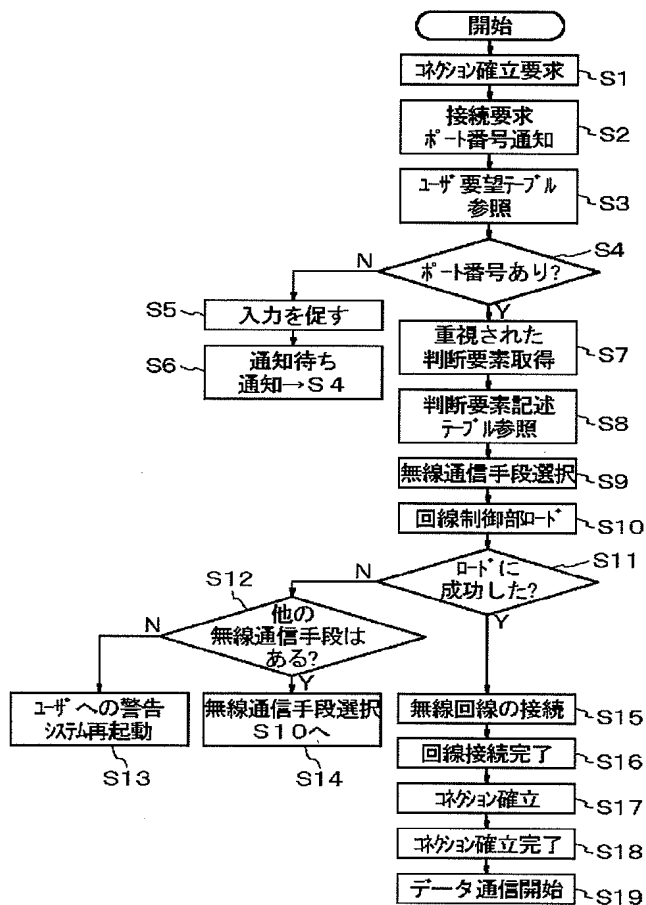 開始
コネクション確立要求
S1
接続要求
ポート番号通知
S2
ユーザ要望テーブル
参照
S3
S4
ポート番号あり?
N
Y
S5
入力を促す
S6
通知待ち
通知→S4
重視された
判断要素取得
S7
判断要素記述
テーブル参照
S8
無線通信手段選択
S9
回線制御部ロード
S10
S11
ロードに
成功した?
N
Y
S12
他の
無線通信手段は
ある?
N
Y
ユーザへの警告
システム再起動
S13
無線通信手段選択
S10へ
S14
無線回線の接続
S15
回線接続完了
S16
コネクション確立
S17
コネクション確立完了
S18
データ通信開始
S19